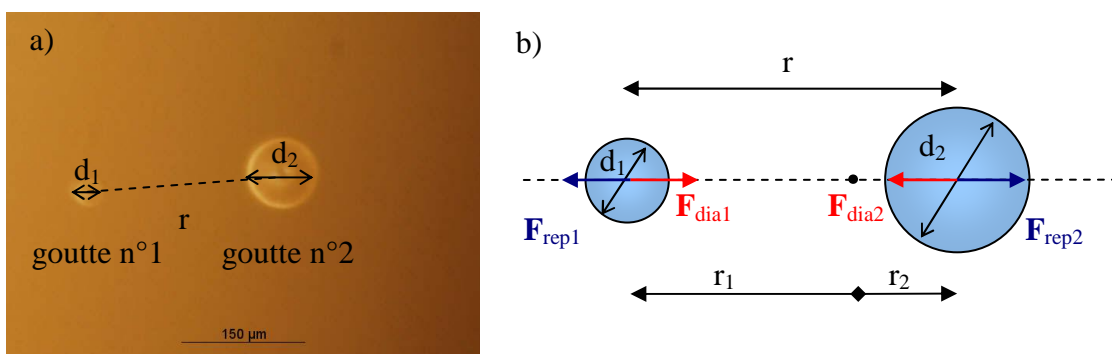 a)
d1
d2
r
goutte n°1 goutte n°2
150 µm
b)
r
d1
d2
Fdia1
Fdia2
Frep1
Frep2
r1
r2